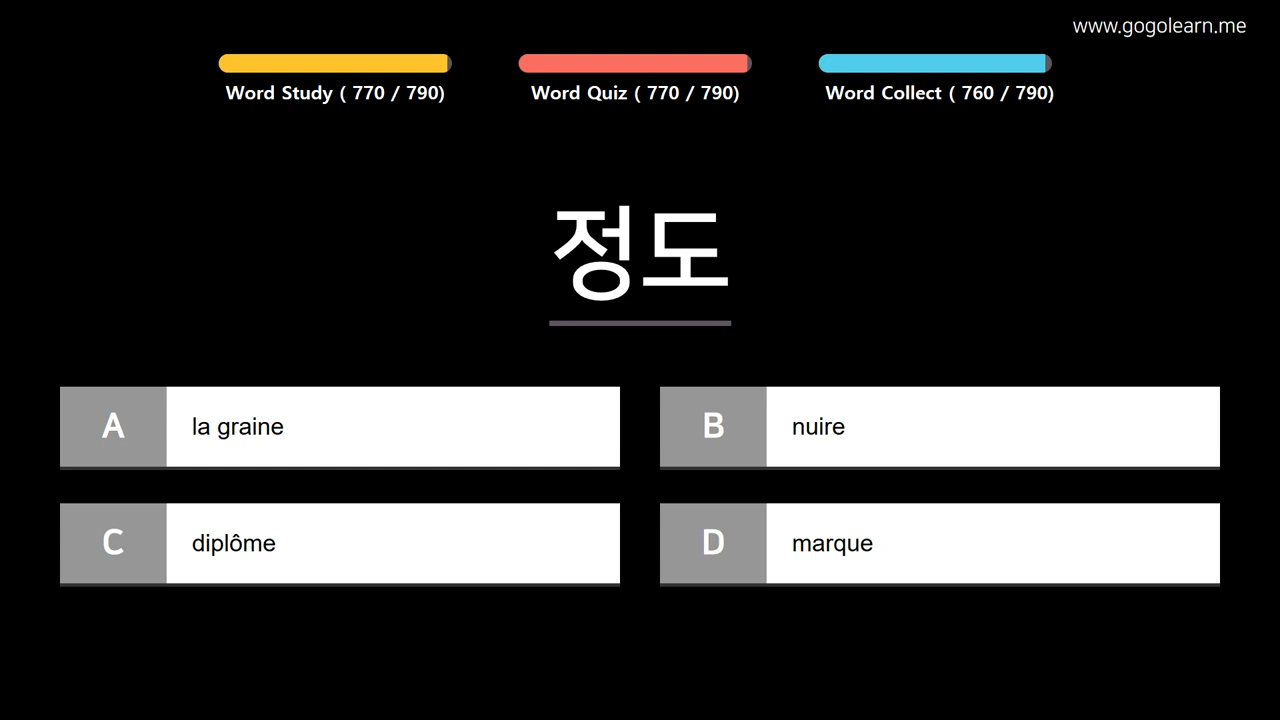 www.gogolearn.me
Word Study ( 770 / 790)
Word Quiz ( 770 / 790)
Word Collect ( 760 / 790)
정도
A la graine
B nuire
C diplôme
D marque